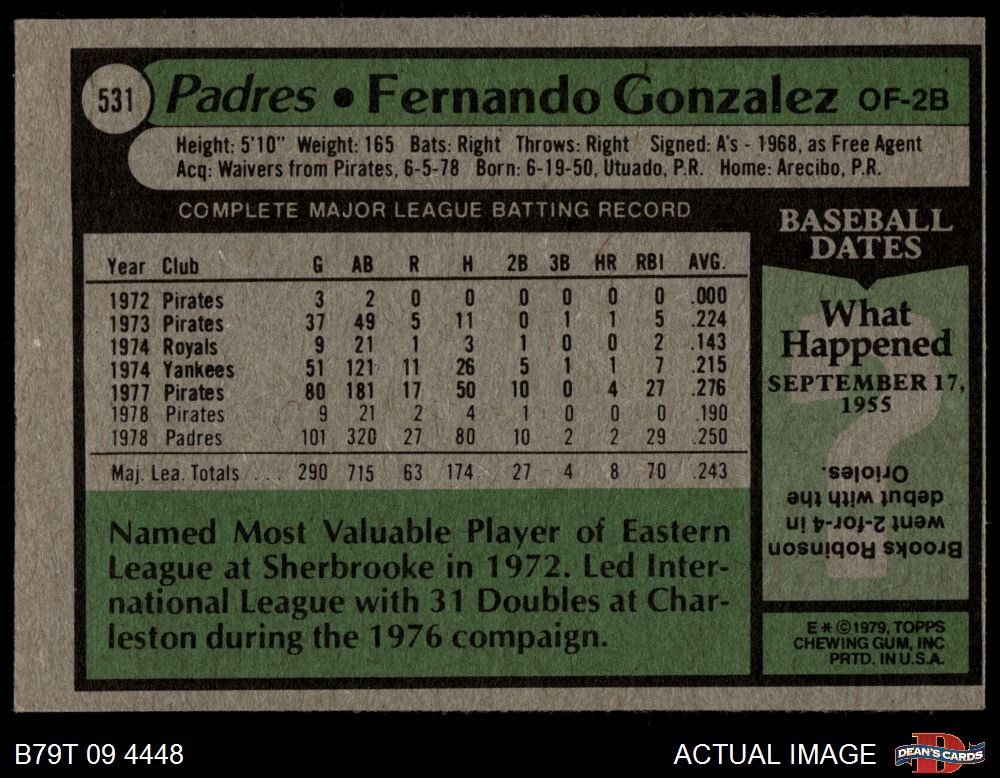 531 Padres • Fernando Gonzalez OF-2B
Height: 5'10" Weight: 165 Bats: Right Throws: Right Signed: A's - 1968, as Free Agent
Acq: Waivers from Pirates, 6-5-78 Born: 6-19-50, Utuado, P.R. Home: Arecibo, P.R.
COMPLETE MAJOR LEAGUE BATTING RECORD
Year Club G AB R H 2B 3B HR RBI AVG.
1972 Pirates 3 2 0 0 0 0 0 0 .000
1973 Pirates 37 49 5 11 0 1 1 5 .224
1974 Royals 9 21 1 3 1 0 0 2 .143
1974 Yankees 51 121 11 26 5 1 1 7 .215
1977 Pirates 80 181 17 50 10 0 4 27 .276
1978 Pirates 9 21 2 4 1 0 0 0 .190
1978 Padres 101 320 27 80 10 2 2 29 .250
Maj. Lea. Totals ... 290 715 63 174 27 4 8 70 .243
Named Most Valuable Player of Eastern
League at Sherbrooke in 1972. Led Inter-
national League with 31 Doubles at Char-
leston during the 1976 compaign.
BASEBALL
DATES
What
Happened
SEPTEMBER 17,
1955
Brooks Robinson
went 2-for-4 in
debut with the
Orioles.
E * © 1979, TOPPS
CHEWING GUM, INC.
PRTD. IN U.S.A.
B79T 09 4448
ACTUAL IMAGE
DEAN'S CARDS